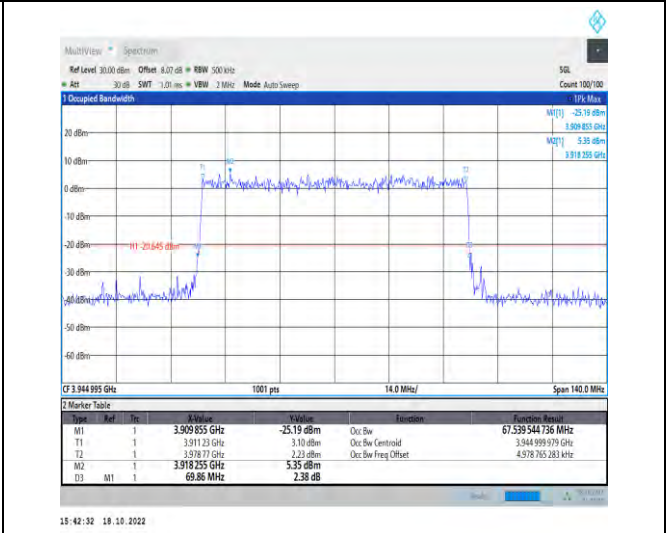 MultiView Spectrum
Ref Level 30.00 dBm Offset 8.07 dB RBW 500 kHz SGL
Att 30 dB SWT 1.01 ms VBW 2 MHz Mode Auto Sweep Count 100/100
1 Occupied Bandwidth 1Pk Max
M1[1] -25.19 dBm
3.909 855 GHz
M2[1] 5.35 dBm
3.918 255 GHz
20 dBm
10 dBm
T1
M2
T2
0 dBm
-10 dBm
-20 dBm
H1 -20.645 dBm
-30 dBm
-40 dBm
-50 dBm
-60 dBm
CF 3.944 995 GHz 1001 pts 14.0 MHz/ Span 140.0 MHz
2 Marker Table
Type Ref Trc X-Value Y-Value Function Function Result
M1 1 3.909 855 GHz -25.19 dBm Occ Bw 67.539 544 736 MHz
T1 1 3.911 23 GHz 3.10 dBm Occ Bw Centroid 3.944 999 979 GHz
T2 1 3.978 77 GHz 2.23 dBm Occ Bw Freq Offset 4.978 765 283 kHz
M2 1 3.918 255 GHz 5.35 dBm
D3 M1 1 69.86 MHz 2.38 dB
15:42:32 18.10.2022